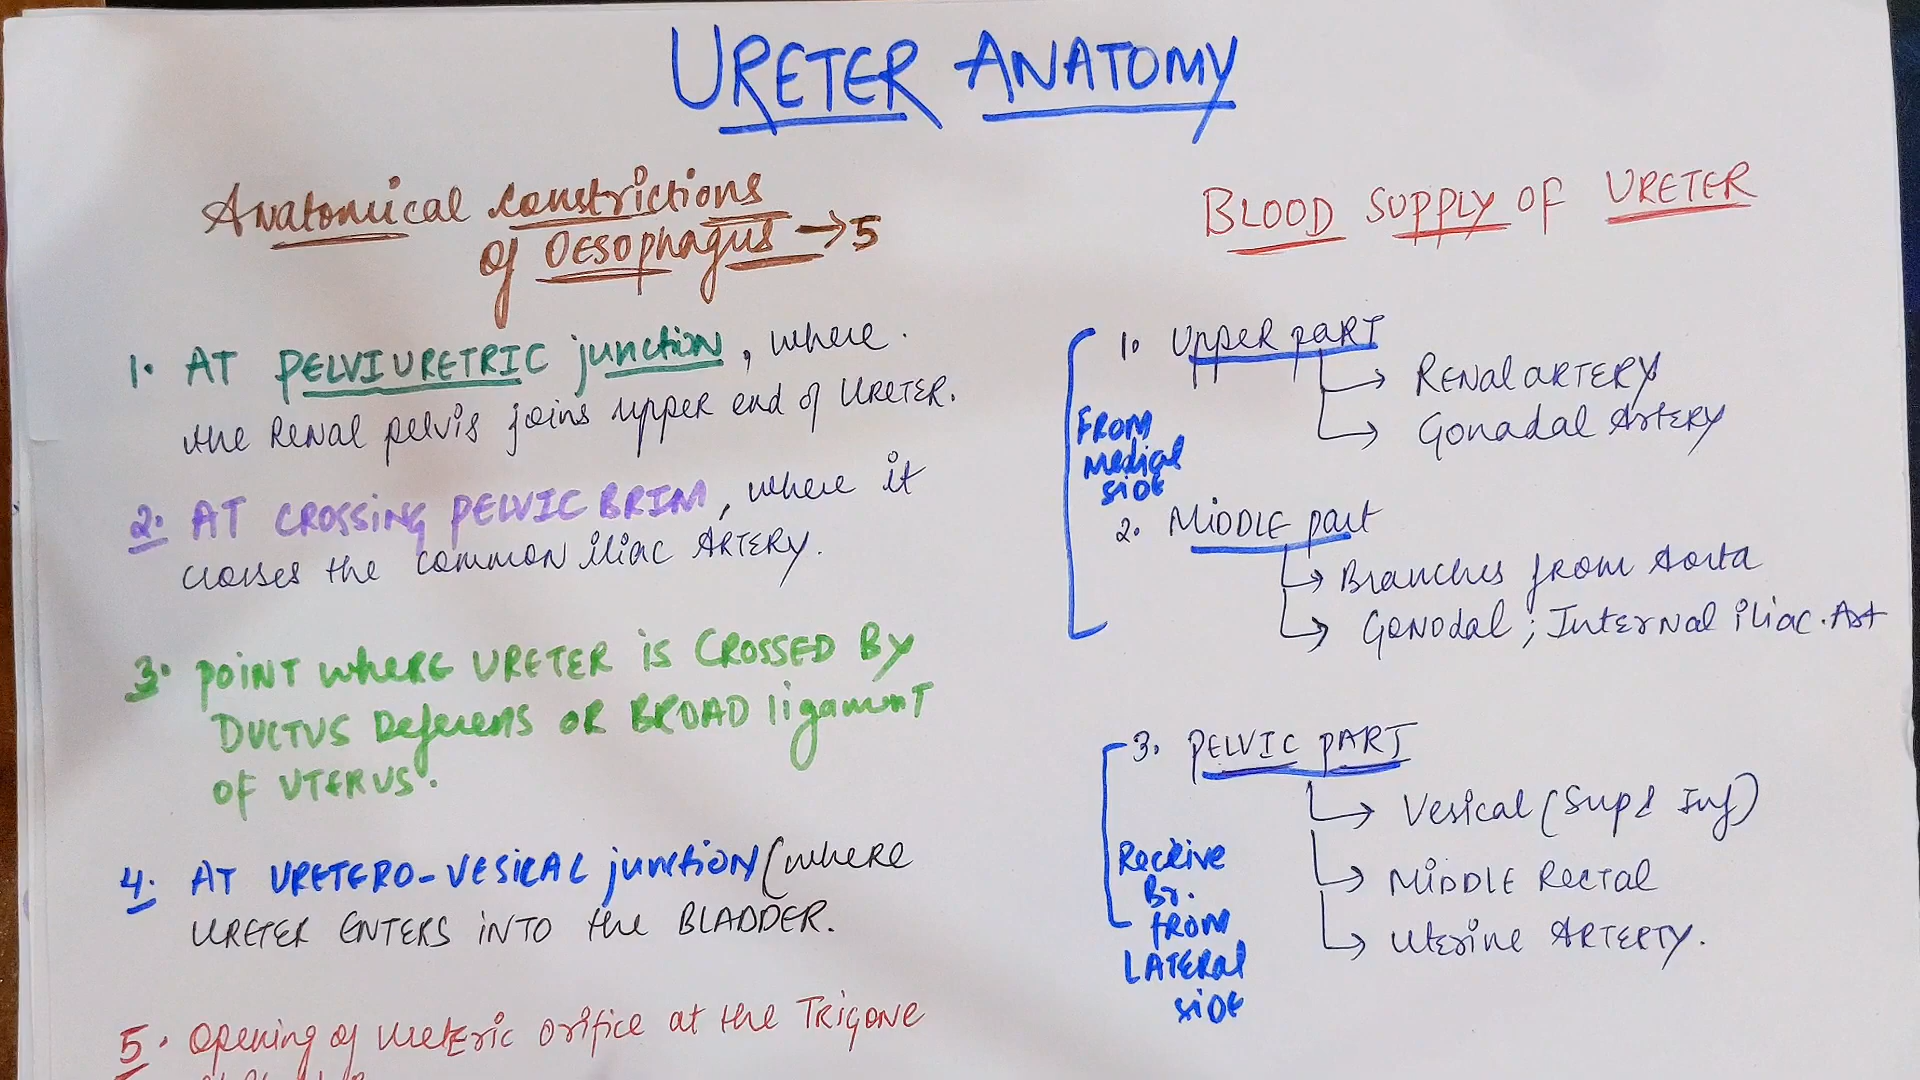 URETER ANATOMY
Anatomical constrictions
of OESophagus → 5
1. AT PELVIURETRIC junction, where.
the RENAL pelvis joins upper end of URETER.
2. AT CROSSING PELVIC BRIM, where it
crosses the common iliac ARTERY.
3. POINT where URETER is CROSSED By
DUCTUS Deferens OR BROAD ligament
OF UTERUS.
4. AT URETERO-VESICAL junction (where
URETER ENTERS iNTO the BLADDER.
5. Opening of ureteric orifice at the TRIGONE
BLOOD SUPPLY OF URETER
1. Upper PART
→ RENal ARTERY
→ Gonadal Artery
FROM
Medical
SiDE
2. MiDDLE part
→ Branches from Aorta
→ GONodal ; INTERNal iliac. Art
3. PELVIC PART
→ Vesical (Sup & Inf)
→ MiDDLE Rectal
→ Uterine ARTERTY.
Receive
Br.
FROM
LATERal
SiDE